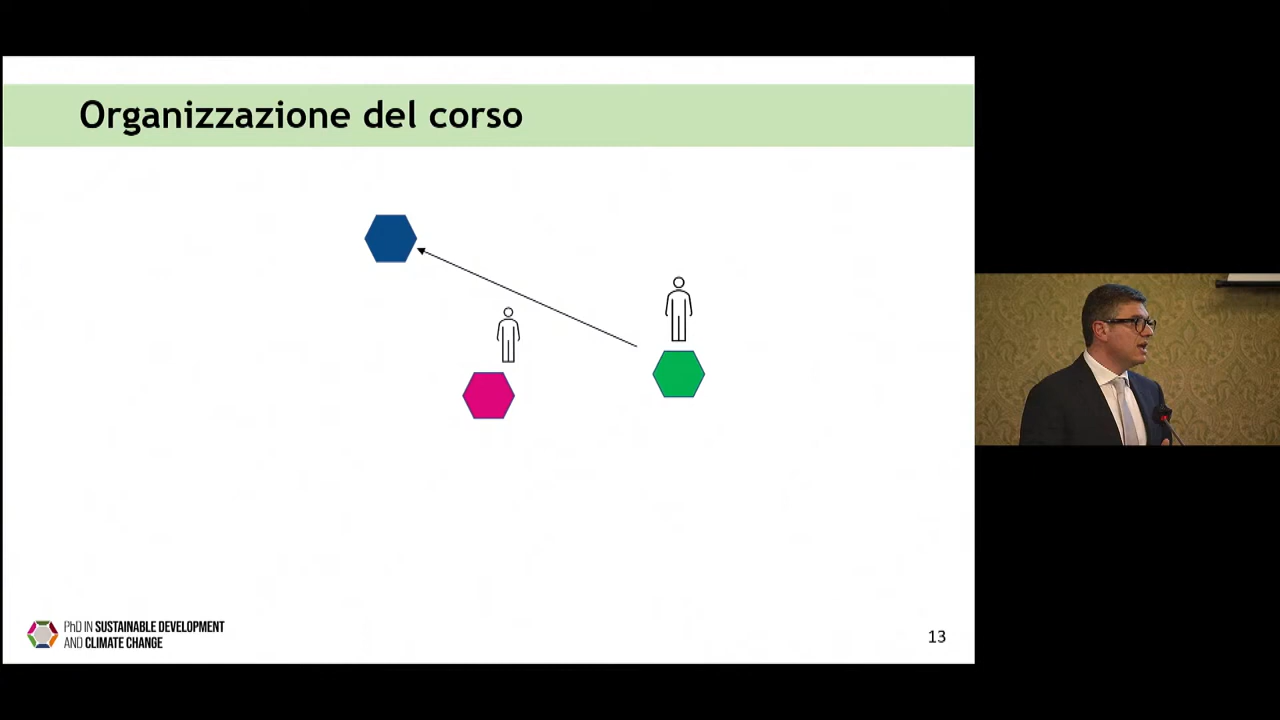 Organizzazione del corso
PhD IN SUSTAINABLE DEVELOPMENT
AND CLIMATE CHANGE
13